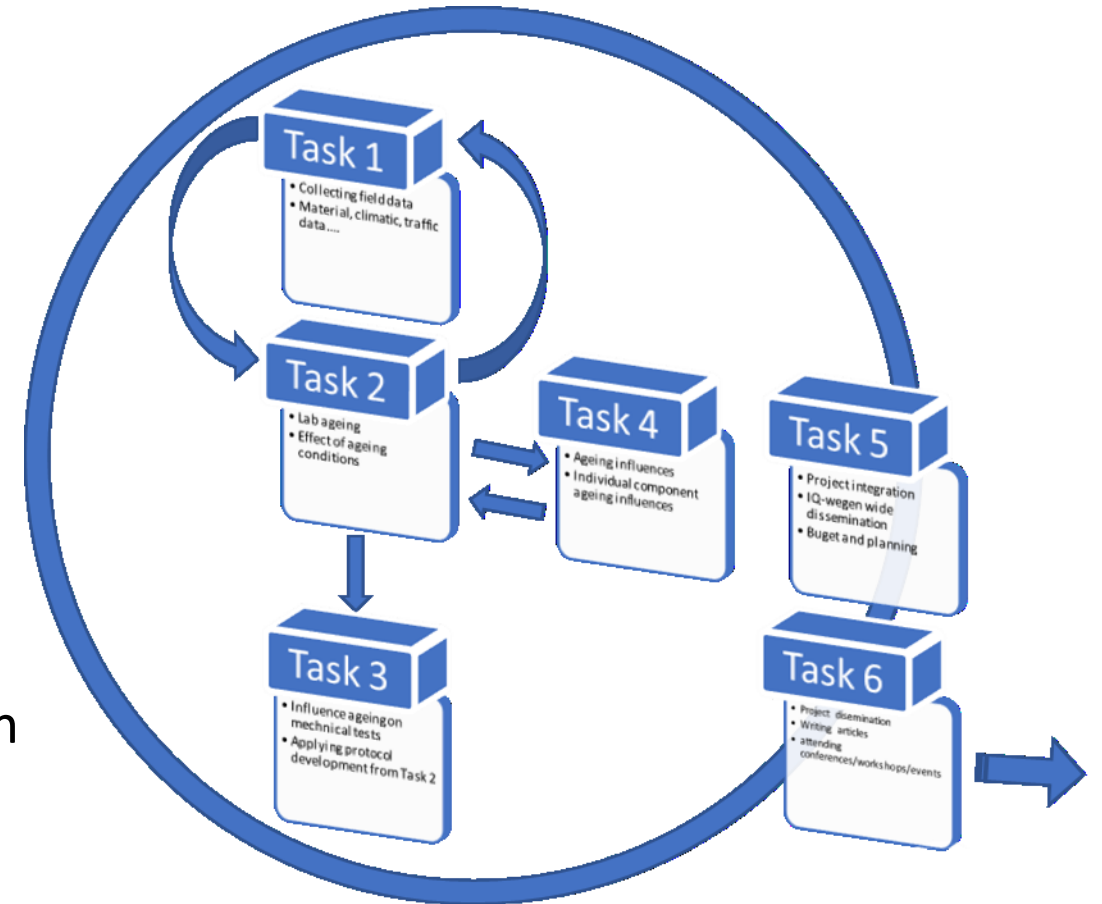 Task 1
• Collecting field data
• Material, climatic, traffic
data....
Task 2
• Lab ageing
• Effect of ageing
conditions
Task 4
• Ageing influences
• Individual component
ageing influences
Task 5
• Project integration
• IQ-wegen wide
dissemination
• Buget and planning
Task 3
• Influence ageing on
mechnical tests
• Applying protocol
development from Task 2
Task 6
• Project disemination
• Writing articles
• attending
conferences/workshops/events
n